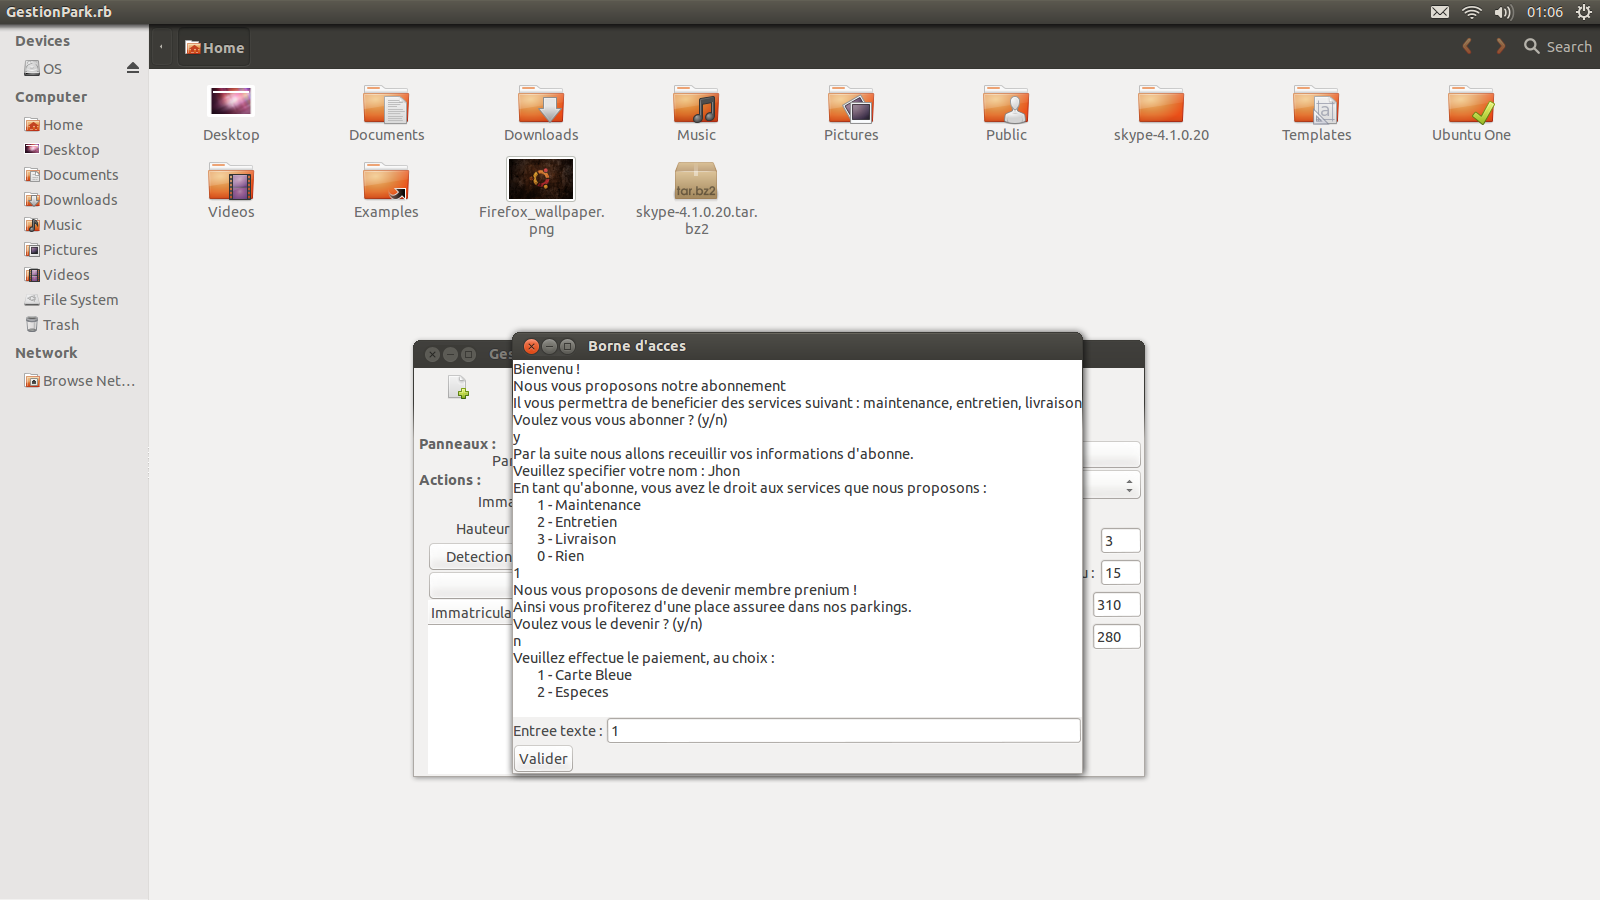 GestionPark.rb
01:06
Devices
OS
Computer
Home
Desktop
Documents
Downloads
Music
Pictures
Videos
File System
Trash
Network
Browse Net...
Home
Search
Desktop
Documents
Downloads
Music
Pictures
Public
skype-4.1.0.20
Templates
Ubuntu One
Videos
Examples
Firefox_wallpaper.
png
tar.bz2
skype-4.1.0.20.tar.
bz2
Ges
Panneaux :
Par
Actions :
Imma
Hauteur
Detection
Immatricula
3
u :
15
310
280
Borne d'acces
Bienvenu !
Nous vous proposons notre abonnement
Il vous permettra de beneficier des services suivant : maintenance, entretien, livraison
Voulez vous vous abonner ? (y/n)
y
Par la suite nous allons receuillir vos informations d'abonne.
Veuillez specifier votre nom : Jhon
En tant qu'abonne, vous avez le droit aux services que nous proposons :
1 - Maintenance
2 - Entretien
3 - Livraison
0 - Rien
1
Nous vous proposons de devenir membre prenium !
Ainsi vous profiterez d'une place assuree dans nos parkings.
Voulez vous le devenir ? (y/n)
n
Veuillez effectue le paiement, au choix :
1 - Carte Bleue
2 - Especes
Entree texte : 1
Valider